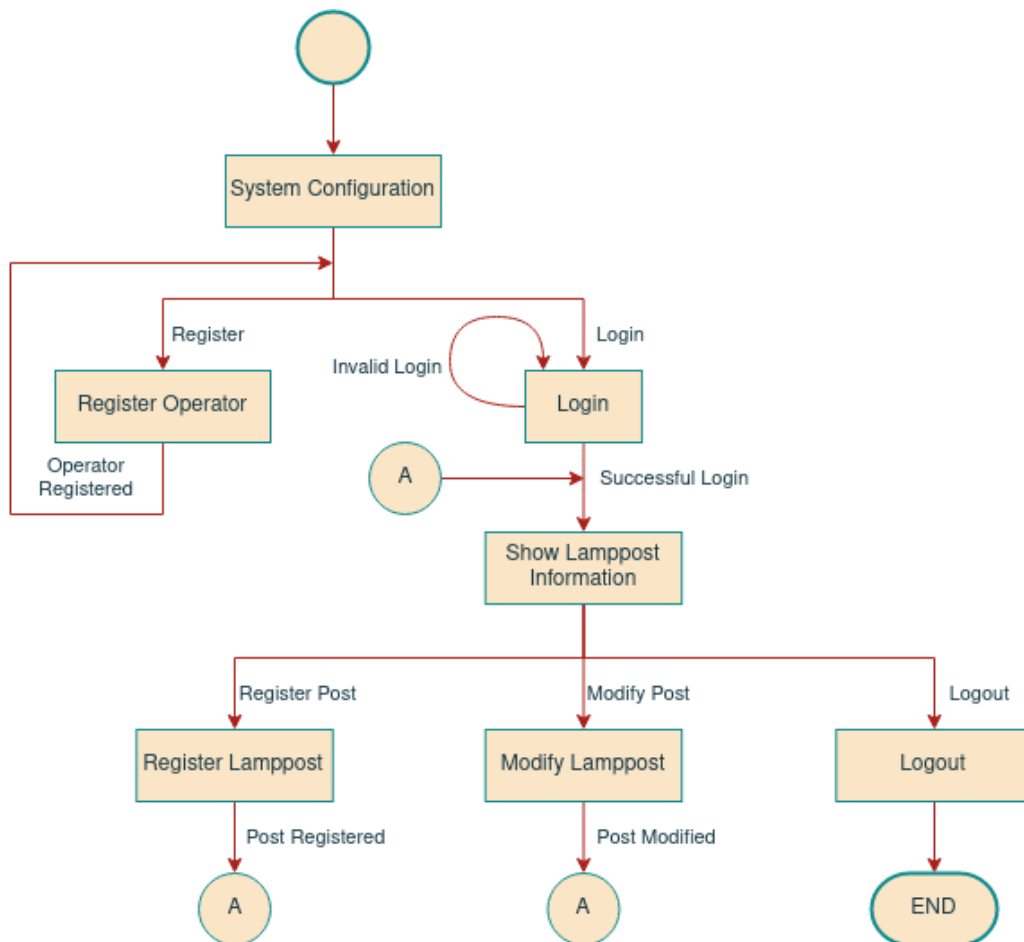 System Configuration
Register
Login
Invalid Login
Register Operator
Login
Operator
Registered
A
Successful Login
Show Lamppost
Information
Register Post
Modify Post
Logout
Register Lamppost
Modify Lamppost
Logout
Post Registered
Post Modified
A
A
END